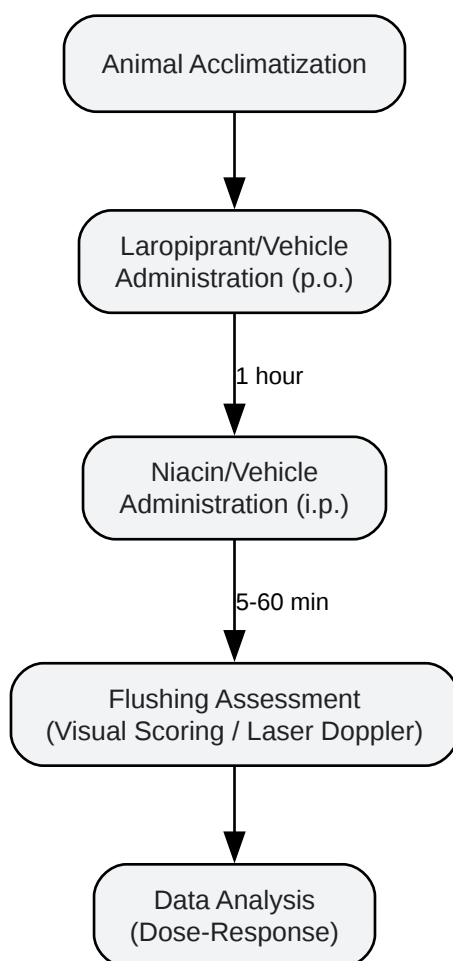 Animal Acclimatization
Laropiprant/Vehicle
Administration (p.o.)
1 hour
Niacin/Vehicle
Administration (i.p.)
5-60 min
Flushing Assessment
(Visual Scoring / Laser Doppler)
Data Analysis
(Dose-Response)